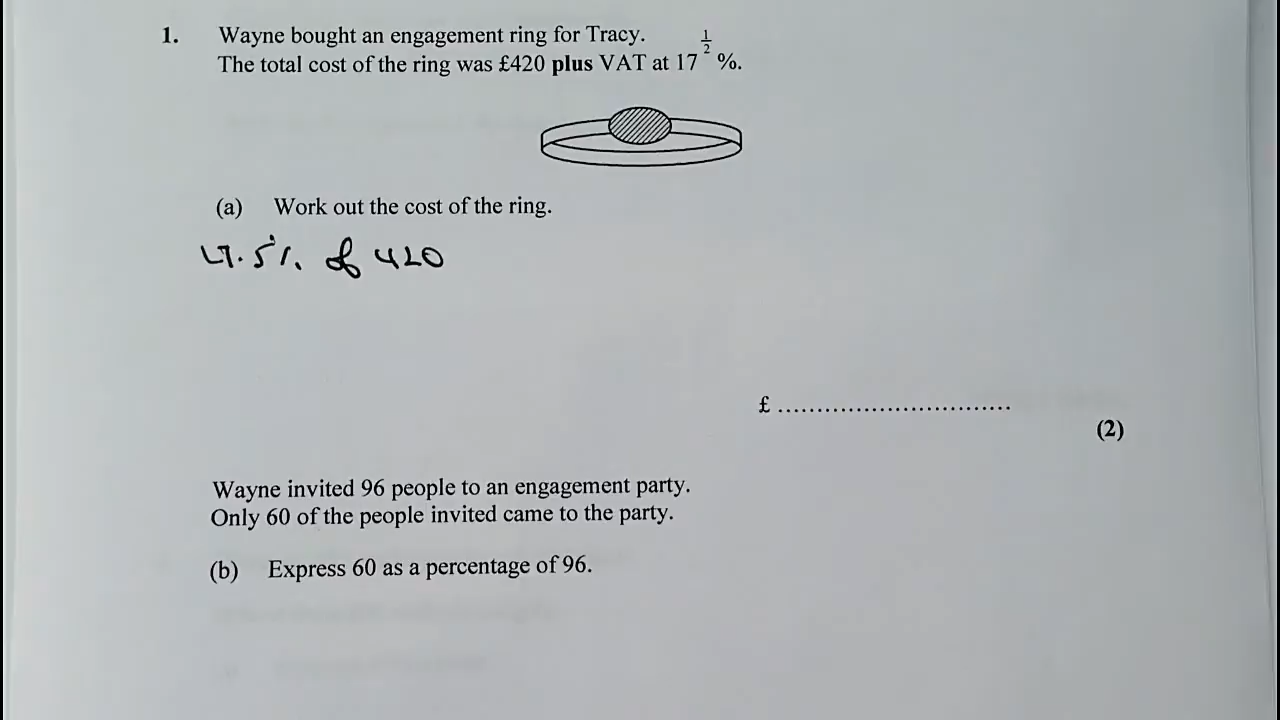 1. Wayne bought an engagement ring for Tracy.
The total cost of the ring was £420 plus VAT at 17 1/2 %.
(a) Work out the cost of the ring.
17.5% of 420
£ ..............................
(2)
Wayne invited 96 people to an engagement party.
Only 60 of the people invited came to the party.
(b) Express 60 as a percentage of 96.